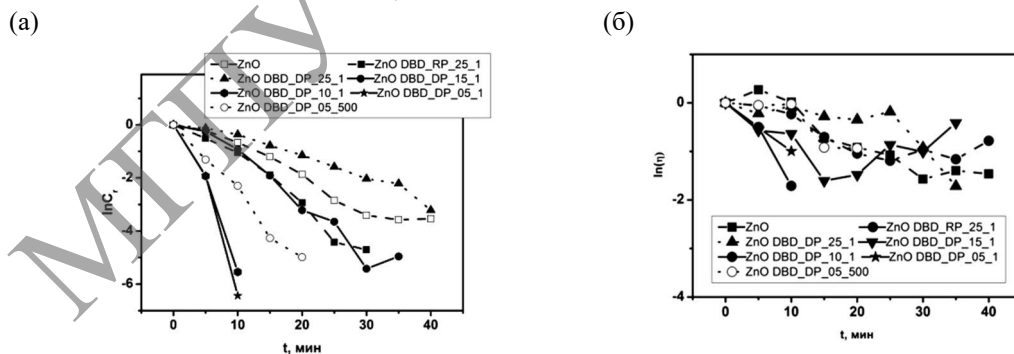 (а)
(б)
ZnO
ZnO DBD_RP_25_1
ZnO DBD_DP_25_1
ZnO DBD_DP_15_1
ZnO DBD_DP_10_1
ZnO DBD_DP_05_1
ZnO DBD_DP_05_500
0
-2
-4
-6
lnC_r
0
10
20
30
40
t, мин
0
-2
-4
ln(η)
ZnO
ZnO DBD_RP_25_1
ZnO DBD_DP_25_1
ZnO DBD_DP_15_1
ZnO DBD_DP_10_1
ZnO DBD_DP_05_1
ZnO DBD_DP_05_500
0
10
20
30
40
t, мин